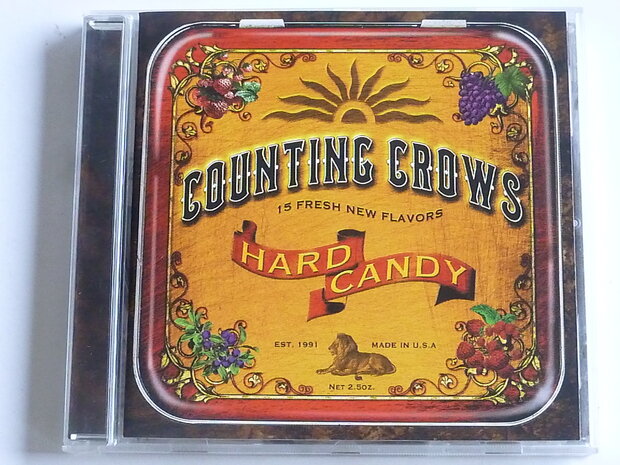 COUNTING CROWS
15 FRESH NEW FLAVORS
HARD
CANDY
EST. 1991 MADE IN U.S.A
NET 2.5OZ.